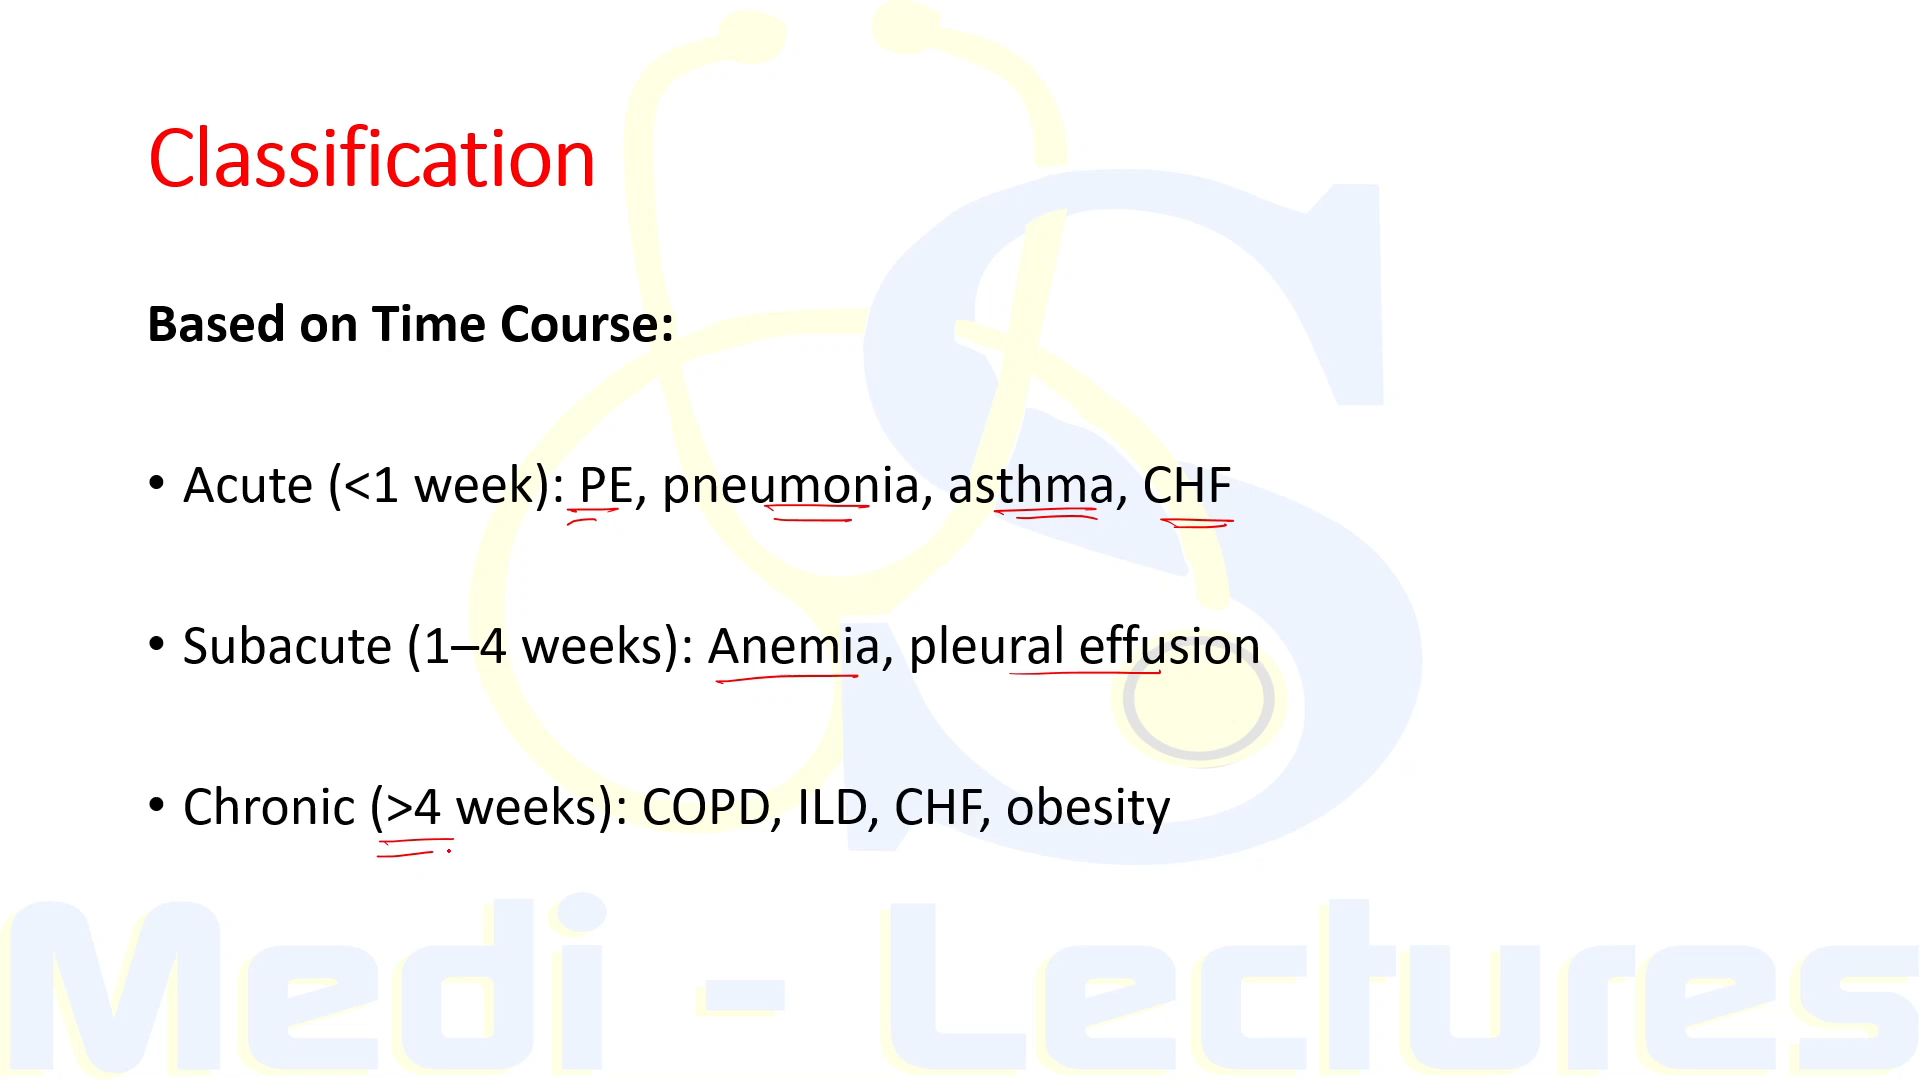 Classification
Based on Time Course:
• Acute (<1 week): PE, pneumonia, asthma, CHF
• Subacute (1–4 weeks): Anemia, pleural effusion
• Chronic (>4 weeks): COPD, ILD, CHF, obesity
Medi - Lectures